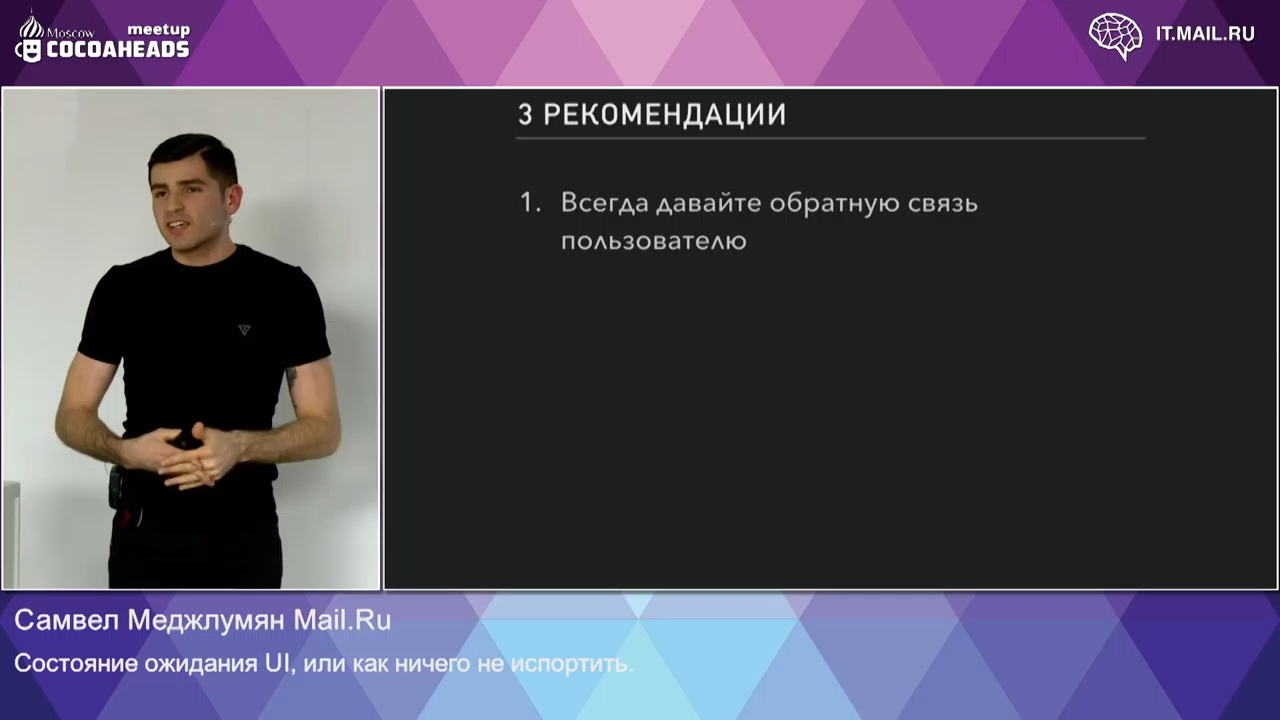 Moscow meetup
COCOAHEADS
IT.MAIL.RU
3 РЕКОМЕНДАЦИИ
1. Всегда давайте обратную связь
пользователю
Самвел Меджлумян Mail.Ru
Состояние ожидания UI, или как ничего не испортить.